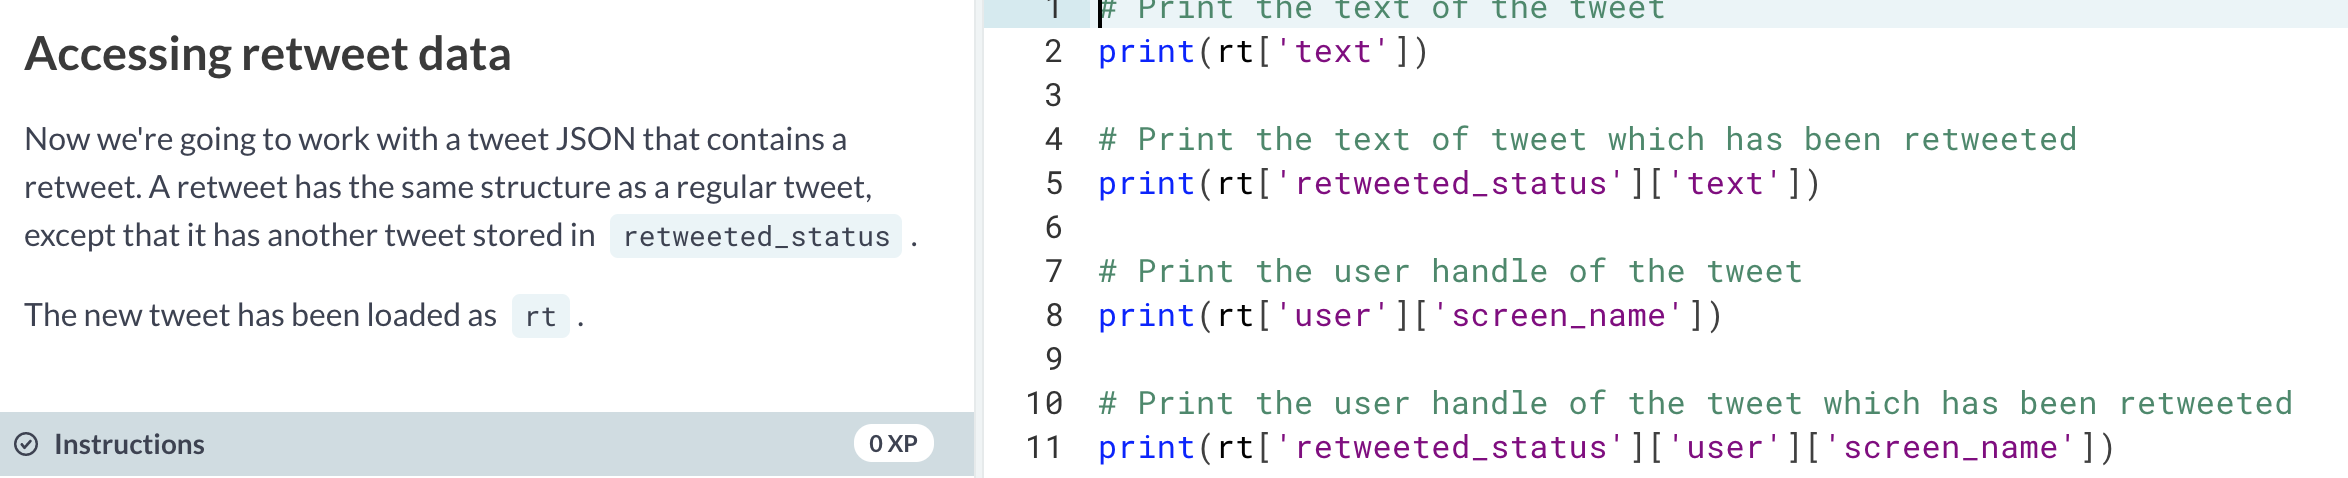 Accessing retweet data
Now we're going to work with a tweet JSON that contains a
retweet. A retweet has the same structure as a regular tweet,
except that it has another tweet stored in retweeted_status .
The new tweet has been loaded as rt .
Instructions
0 XP
1 # Print the text of the tweet
2 print(rt['text'])
3
4 # Print the text of tweet which has been retweeted
5 print(rt['retweeted_status']['text'])
6
7 # Print the user handle of the tweet
8 print(rt['user']['screen_name'])
9
10 # Print the user handle of the tweet which has been retweeted
11 print(rt['retweeted_status']['user']['screen_name'])